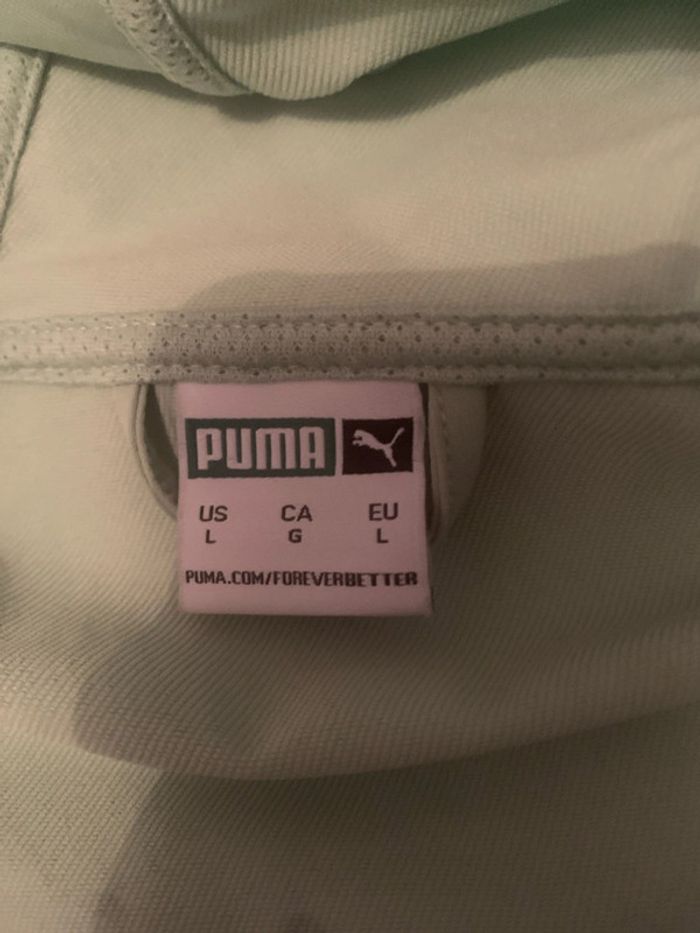 PUMA
US CA EU
L G L
PUMA.COM/FOREVERBETTER